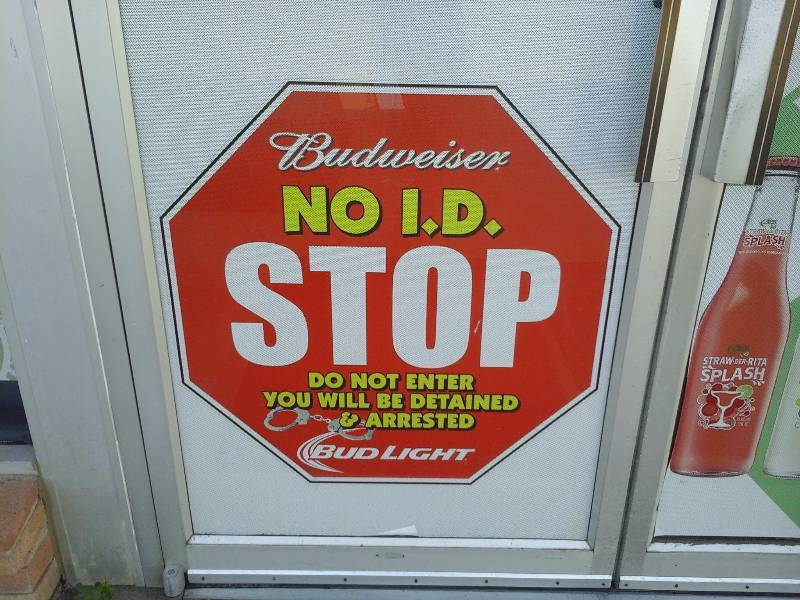 Budweiser
NO I.D.
STOP
DO NOT ENTER
YOU WILL BE DETAINED
& ARRESTED
BUD LIGHT
SPLASH
STRAW-BER-RITA
SPLASH